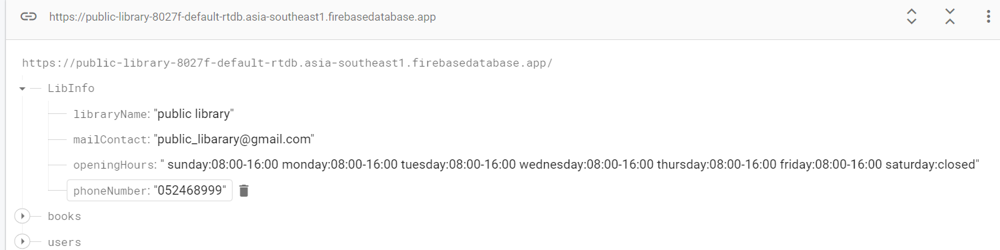 https://public-library-8027f-default-rtdb.asia-southeast1.firebasedatabase.app
https://public-library-8027f-default-rtdb.asia-southeast1.firebasedatabase.app/
LibInfo
libraryName: "public library"
mailContact: "public_libarary@gmail.com"
openingHours: " sunday:08:00-16:00 monday:08:00-16:00 tuesday:08:00-16:00 wednesday:08:00-16:00 thursday:08:00-16:00 friday:08:00-16:00 saturday:closed"
phoneNumber: "052468999"
books
users